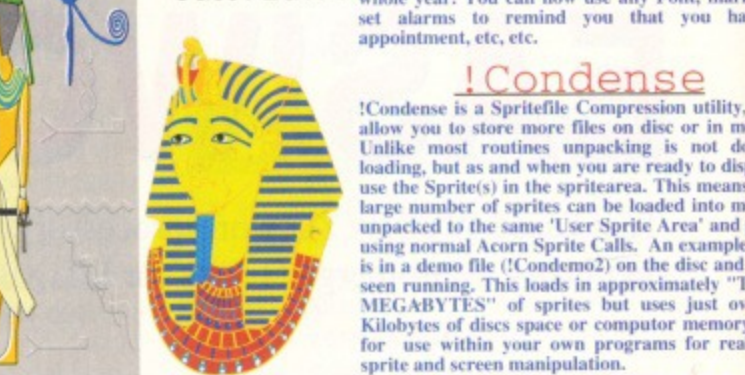 whole year. You can now use any Font,
set alarms to remind you that you ha
appointment, etc, etc.
!Condense
!Condense is a Spritefile Compression utility,
allow you to store more files on disc or in m
Unlike most routines unpacking is not do
loading, but as and when you are ready to disp
use the Sprite(s) in the spritearea. This means
large number of sprites can be loaded into m
unpacked to the same 'User Sprite Area' and
using normal Acorn Sprite Calls. An example
is in a demo file (!Condemo2) on the disc and
seen running. This loads in approximately "T
MEGABYTES" of sprites but uses just ov
Kilobytes of discs space or computor memory
for use within your own programs for rea
sprite and screen manipulation.